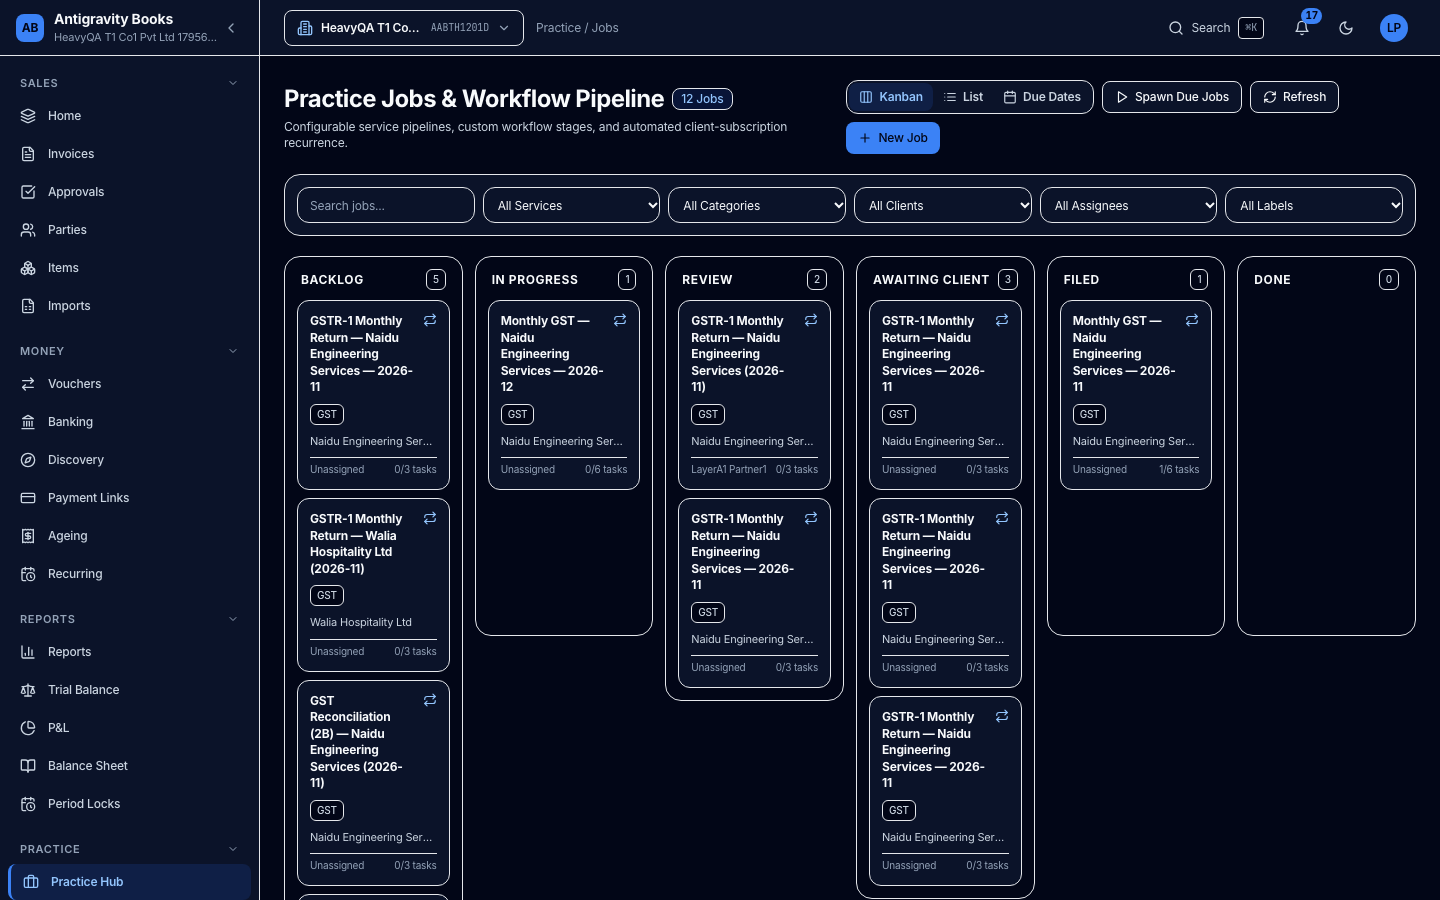 AB
Antigravity Books
HeavyQA T1 Co1 Pvt Ltd 17956...
SALES
Home
Invoices
Approvals
Parties
Items
Imports
MONEY
Vouchers
Banking
Discovery
Payment Links
Ageing
Recurring
REPORTS
Reports
Trial Balance
P&L
Balance Sheet
Period Locks
PRACTICE
Practice Hub
HeavyQA T1 Co... AABTH1201D
Practice / Jobs
Search ⌘K
17
LP
Practice Jobs & Workflow Pipeline 12 Jobs
Configurable service pipelines, custom workflow stages, and automated client-subscription
recurrence.
Kanban List Due Dates Spawn Due Jobs Refresh
New Job
Search jobs... All Services All Categories All Clients All Assignees All Labels
BACKLOG 5
GSTR-1 Monthly
Return — Naidu
Engineering
Services — 2026-
11
GST
Naidu Engineering Ser...
Unassigned 0/3 tasks
GSTR-1 Monthly
Return — Walia
Hospitality Ltd
(2026-11)
GST
Walia Hospitality Ltd
Unassigned 0/3 tasks
GST
Reconciliation
(2B) — Naidu
Engineering
Services (2026-
11)
GST
Naidu Engineering Ser...
Unassigned 0/3 tasks
IN PROGRESS 1
Monthly GST —
Naidu
Engineering
Services — 2026-
12
GST
Naidu Engineering Ser...
Unassigned 0/6 tasks
REVIEW 2
GSTR-1 Monthly
Return — Naidu
Engineering
Services (2026-
11)
GST
Naidu Engineering Ser...
LayerA1 Partner1 0/3 tasks
GSTR-1 Monthly
Return — Naidu
Engineering
Services — 2026-
11
GST
Naidu Engineering Ser...
Unassigned 0/3 tasks
AWAITING CLIENT 3
GSTR-1 Monthly
Return — Naidu
Engineering
Services — 2026-
11
GST
Naidu Engineering Ser...
Unassigned 0/3 tasks
GSTR-1 Monthly
Return — Naidu
Engineering
Services — 2026-
11
GST
Naidu Engineering Ser...
Unassigned 0/3 tasks
GSTR-1 Monthly
Return — Naidu
Engineering
Services — 2026-
11
GST
Naidu Engineering Ser...
Unassigned 0/3 tasks
FILED 1
Monthly GST —
Naidu
Engineering
Services — 2026-
11
GST
Naidu Engineering Ser...
Unassigned 1/6 tasks
DONE 0